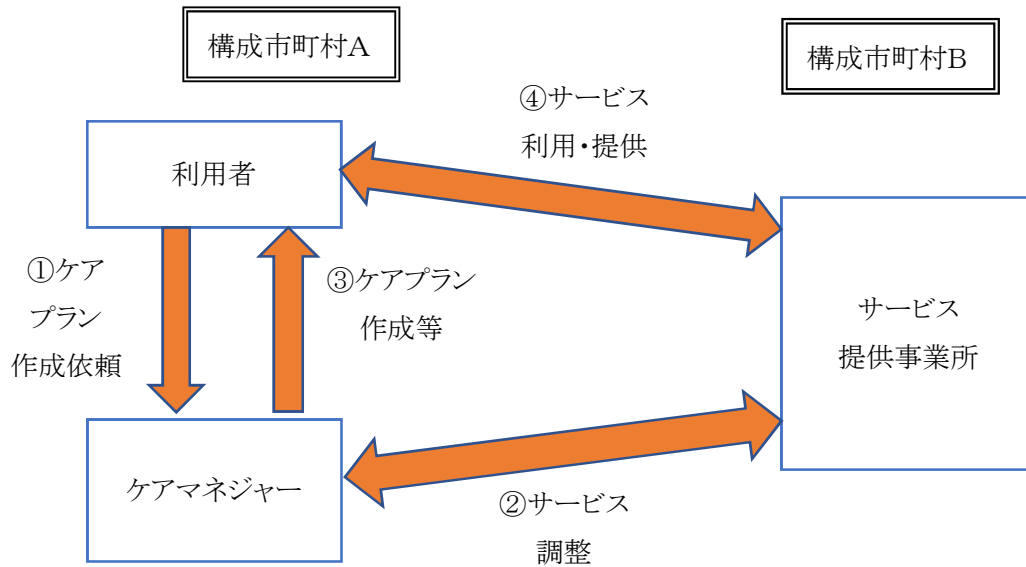 構成市町村A
構成市町村B
④サービス
利用・提供
利用者
①ケア
プラン
作成依頼
③ケアプラン
作成等
サービス
提供事業所
ケアマネジャー
②サービス
調整